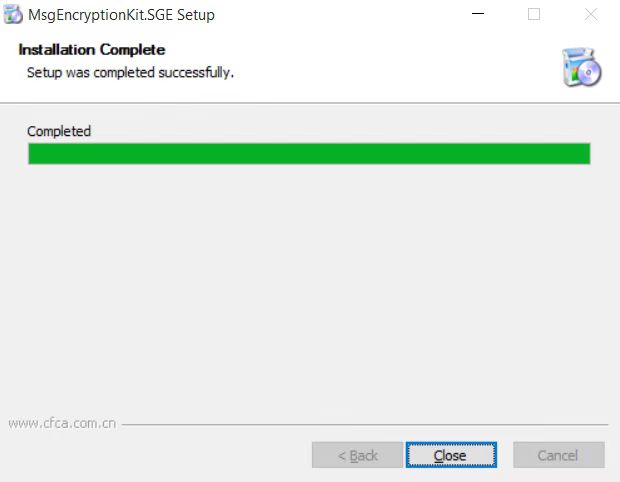 MsgEncryptionKit.SGE Setup
Installation Complete
Setup was completed successfully.
Completed
www.cfca.com.cn
< Back
Close
Cancel